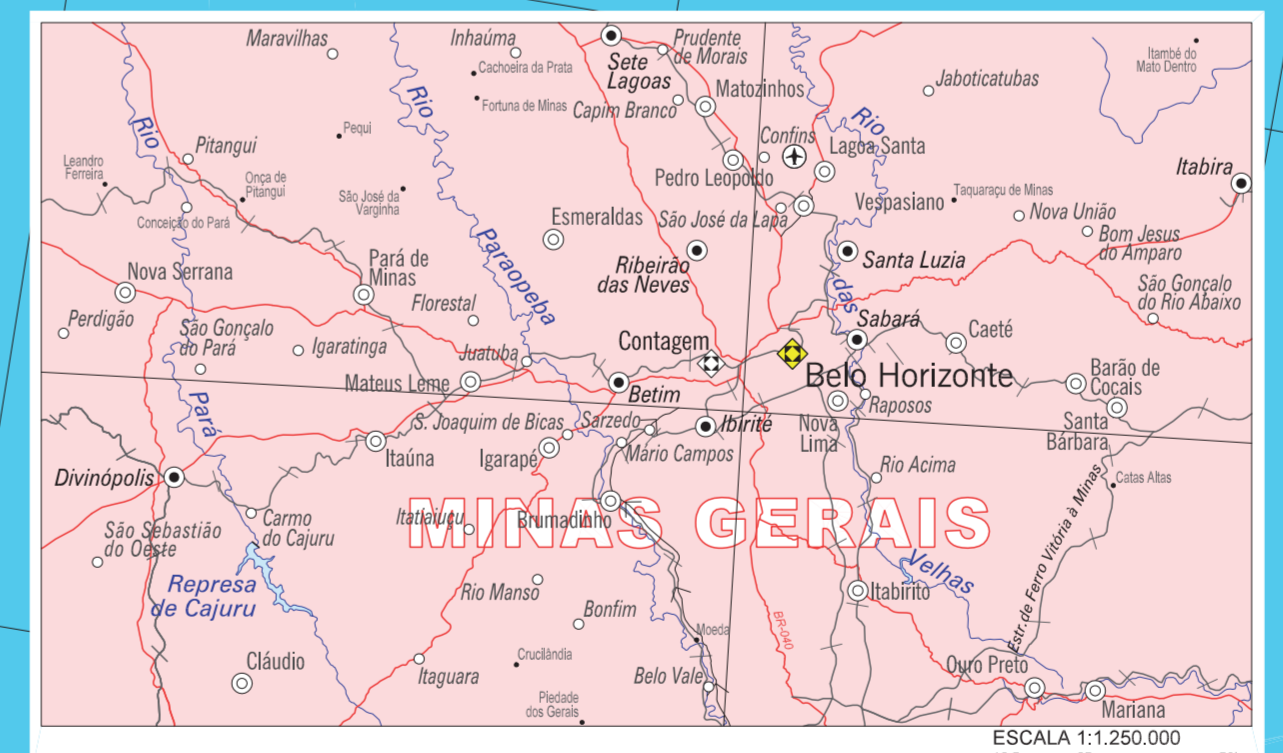 Maravilhas
Inhaúma
Prudente
de Morais
Itambé do
Mato Dentro
Sete
Lagoas
Cachoeira da Prata
Jaboticatubas
Rio
Matozinhos
Fortuna de Minas
Capim Branco
Rio
Rio
Pequi
Confins
Pitangui
Lagoa Santa
Leandro
Ferreira
Itabira
Onça de
Pitangui
Pedro Leopoldo
São José da
Varginha
Taquaraçu de Minas
Vespasiano
Conceição do Pará
Esmeraldas
São José da Lapa
Nova União
Bom Jesus
do Amparo
Paraopeba
Santa Luzia
Pará de
Minas
Ribeirão
das Neves
Nova Serrana
das
São Gonçalo
do Rio Abaixo
Florestal
Perdigão
São Gonçalo
do Pará
Sabará
Caeté
Igaratinga
Contagem
Juatuba
Belo Horizonte
Barão de
Cocais
Mateus Leme
Betim
Raposos
Pará
S. Joaquim de Bicas
Sarzedo
Ibirité
Nova
Lima
Santa
Bárbara
Itaúna
Igarapé
Mário Campos
Rio Acima
Divinópolis
Catas Altas
MINAS GERAIS
Itatiaiuçu
Brumadinho
Carmo
do Cajuru
São Sebastião
do Oeste
Estr. de Ferro Vitória à Minas
Represa
de Cajuru
Velhas
Rio Manso
Itabirito
Bonfim
BR-040
Moeda
Cláudio
Crucilândia
Ouro Preto
Itaguara
Belo Vale
Piedade
dos Gerais
Mariana
ESCALA 1:1.250.000